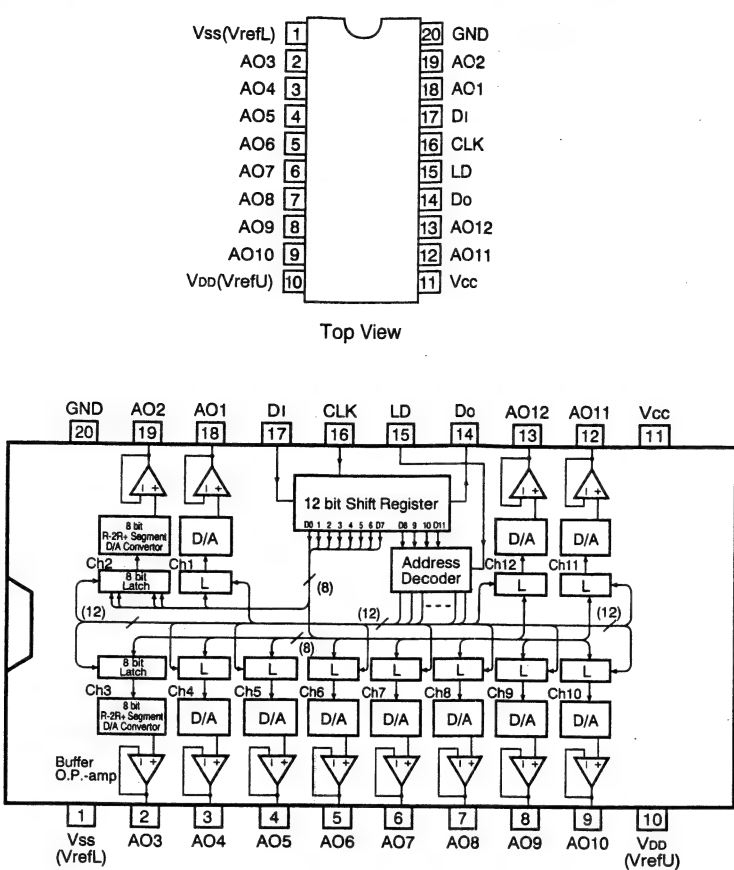 Vss(VrefL) 1 20 GND
AO3 2 19 AO2
AO4 3 18 AO1
AO5 4 17 DI
AO6 5 16 CLK
AO7 6 15 LD
AO8 7 14 Do
AO9 8 13 AO12
AO10 9 12 AO11
VDD(VrefU) 10 11 Vcc
Top View
GND AO2 AO1 DI CLK LD Do AO12 AO11 Vcc
20 19 18 17 16 15 14 13 12 11
12 bit Shift Register
D0 1 2 3 4 5 6 D7 D8 9 10 D11
8 bit
R-2R+ Segment
D/A Convertor
D/A D/A D/A
Address
Decoder
Ch2 Ch1 Ch12 Ch11
8 bit
Latch
L L L
(8)
(12) (12) (12)
(8)
8 bit
Latch
L L L L L L L
Ch3 Ch4 Ch5 Ch6 Ch7 Ch8 Ch9 Ch10
8 bit
R-2R+ Segment
D/A Convertor
D/A D/A D/A D/A D/A D/A D/A
Buffer
O.P.-amp
1 2 3 4 5 6 7 8 9 10
Vss AO3 AO4 AO5 AO6 AO7 AO8 AO9 AO10 VDD
(VrefL) (VrefU)